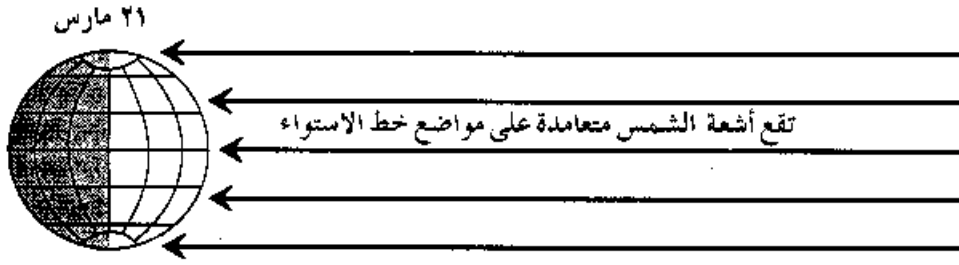 ٢١ مارس
تقع أشعة الشمس متعامدة على مواضع خط الاستواء